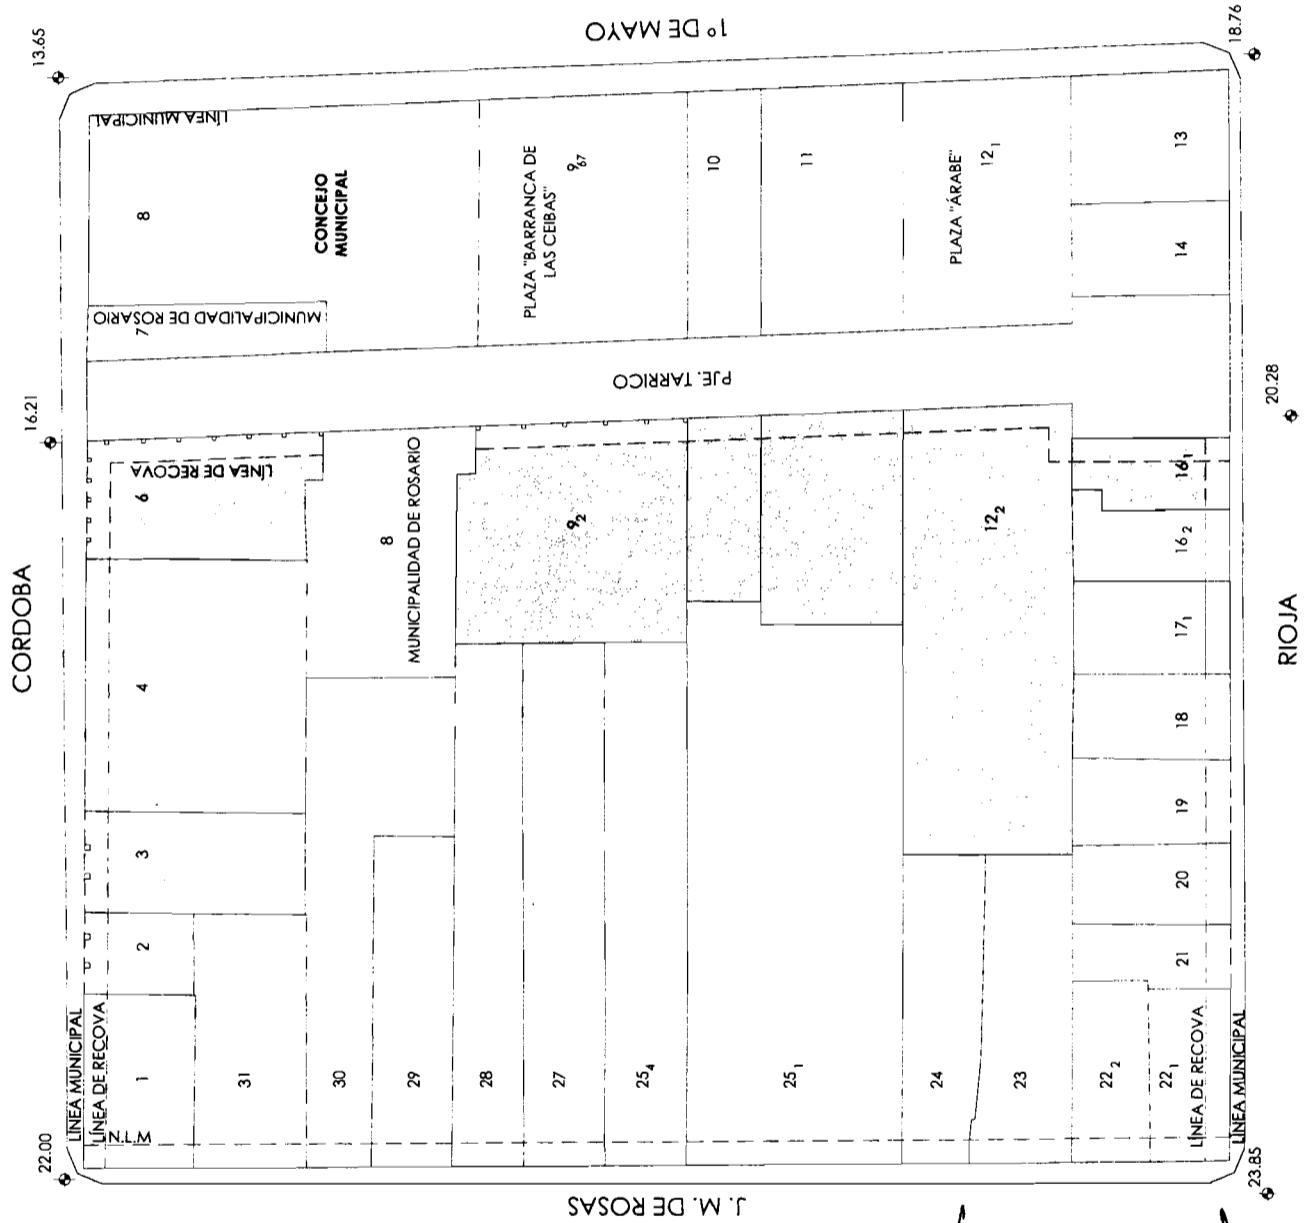 1º DE MAYO
13.65
18.76
LÍNEA MUNICIPAL
8
CONCEJO
MUNICIPAL
PLAZA "BARRANCA DE
LAS CEIBAS"
9₆₇
10
11
PLAZA "ÁRABE"
12₁
13
14
7
MUNICIPALIDAD DE ROSARIO
PJE. TARRICO
16.21
20.28
CORDOBA
RIOJA
6
LÍNEA DE RECOVA
8
MUNICIPALIDAD DE ROSARIO
9₂
12₂
16₁
16₂
4
17₁
18
3
19
20
2
21
LÍNEA MUNICIPAL
LÍNEA DE RECOVA
1
31
30
29
28
27
25₄
25₁
24
23
22₂
22₁
LÍNEA DE RECOVA
LÍNEA MUNICIPAL
22.00
23.85
J. M. DE ROSAS